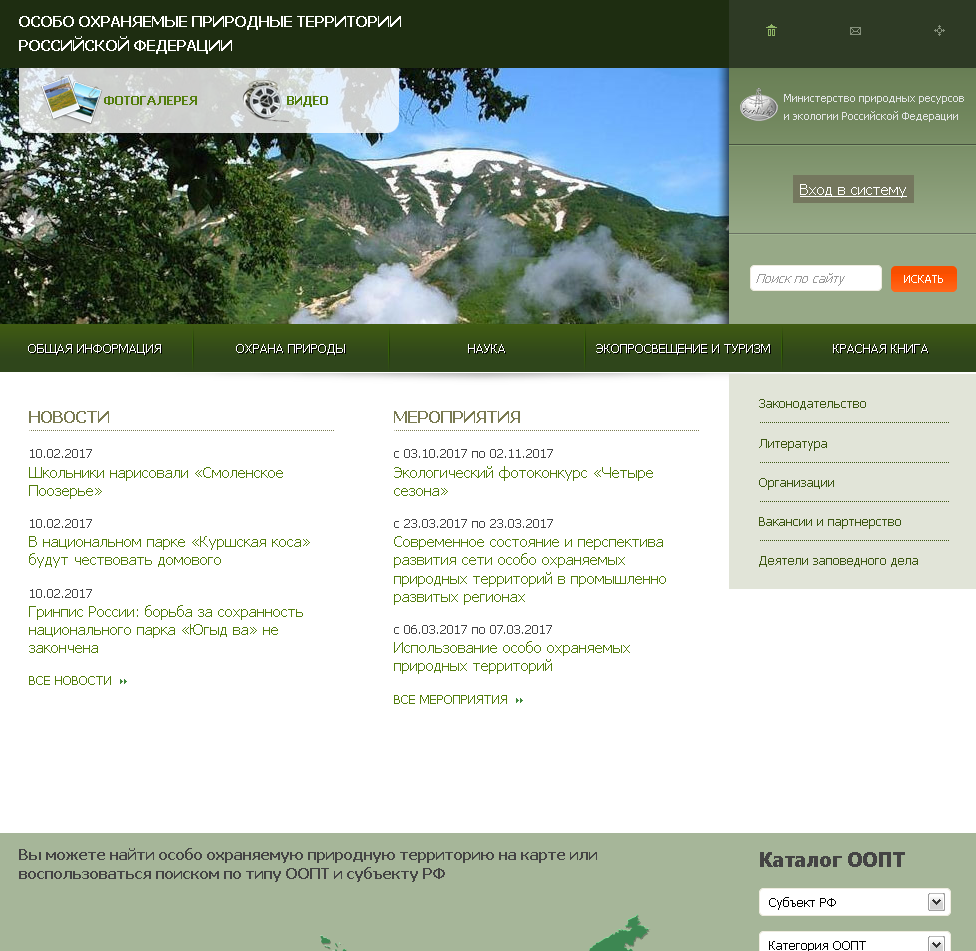 ОСОБО ОХРАНЯЕМЫЕ ПРИРОДНЫЕ ТЕРРИТОРИИ
РОССИЙСКОЙ ФЕДЕРАЦИИ
ФОТОГАЛЕРЕЯ
ВИДЕО
Министерство природных ресурсов
и экологии Российской Федерации
Вход в систему
Поиск по сайту
ИСКАТЬ
ОБЩАЯ ИНФОРМАЦИЯ
ОХРАНА ПРИРОДЫ
НАУКА
ЭКОПРОСВЕЩЕНИЕ И ТУРИЗМ
КРАСНАЯ КНИГА
НОВОСТИ
10.02.2017
Школьники нарисовали «Смоленское
Поозерье»
10.02.2017
В национальном парке «Куршская коса»
будут чествовать домового
10.02.2017
Гринпис России: борьба за сохранность
национального парка «Югыд ва» не
закончена
ВСЕ НОВОСТИ
МЕРОПРИЯТИЯ
с 03.10.2017 по 02.11.2017
Экологический фотоконкурс «Четыре
сезона»
с 23.03.2017 по 23.03.2017
Современное состояние и перспектива
развития сети особо охраняемых
природных территорий в промышленно
развитых регионах
с 06.03.2017 по 07.03.2017
Использование особо охраняемых
природных территорий
ВСЕ МЕРОПРИЯТИЯ
Законодательство
Литература
Организации
Вакансии и партнерство
Деятели заповедного дела
Вы можете найти особо охраняемую природную территорию на карте или
воспользоваться поиском по типу ООПТ и субъекту РФ
Каталог ООПТ
Субъект РФ
Категория ООПТ